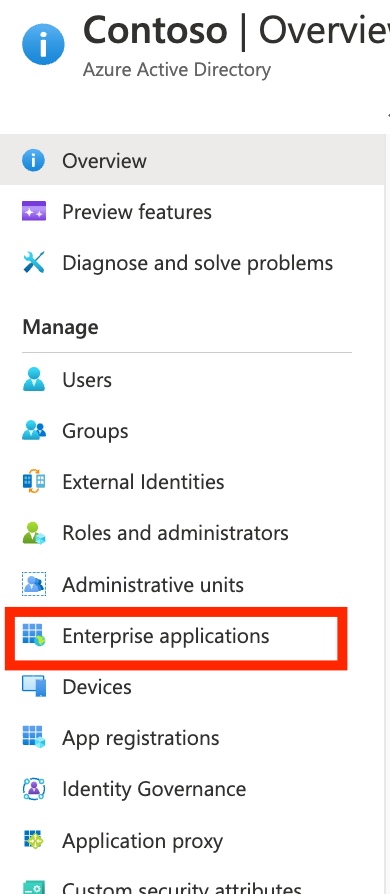 Contoso | Overview
Azure Active Directory
Overview
Preview features
Diagnose and solve problems
Manage
Users
Groups
External Identities
Roles and administrators
Administrative units
Enterprise applications
Devices
App registrations
Identity Governance
Application proxy
Custom security attributes